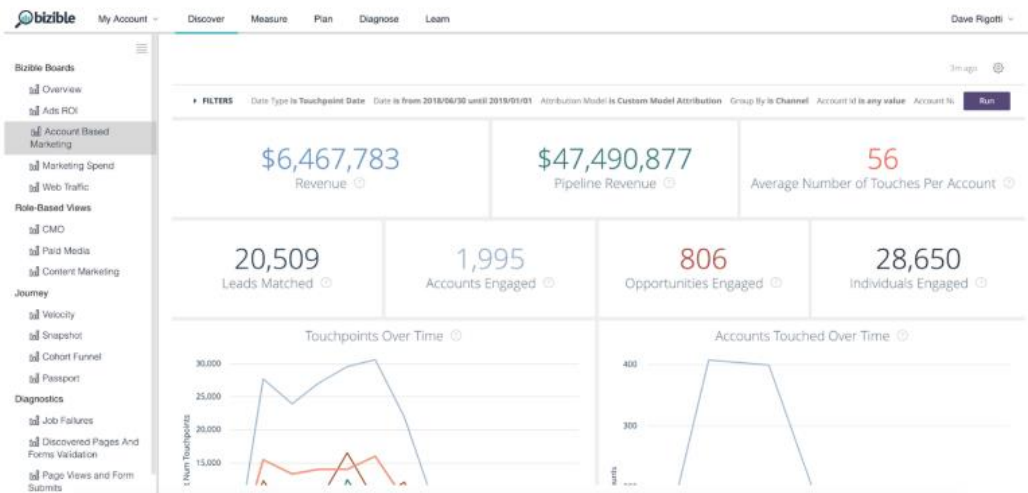 bizible
My Account
Discover
Measure
Plan
Diagnose
Learn
Dave Rigotti
Bizible Boards
Overview
Ads ROI
Account Based
Marketing
Marketing Spend
Web Traffic
Role-Based Views
CMO
Paid Media
Content Marketing
Journey
Velocity
Snapshot
Cohort Funnel
Passport
Diagnostics
Job Failures
Discovered Pages And
Forms Validation
Page Views and Form
Submits
3m ago
FILTERS Date Type is Touchpoint Date Date is from 2018/06/30 until 2019/01/01 Attribution Model is Custom Model Attribution Group By is Channel Account Id is any value Account Run
$6,467,783
Revenue
$47,490,877
Pipeline Revenue
56
Average Number of Touches Per Account
20,509
Leads Matched
1,995
Accounts Engaged
806
Opportunities Engaged
28,650
Individuals Engaged
Touchpoints Over Time
30,000
25,000
20,000
15,000
Num Touchpoints
Accounts Touched Over Time
400
300